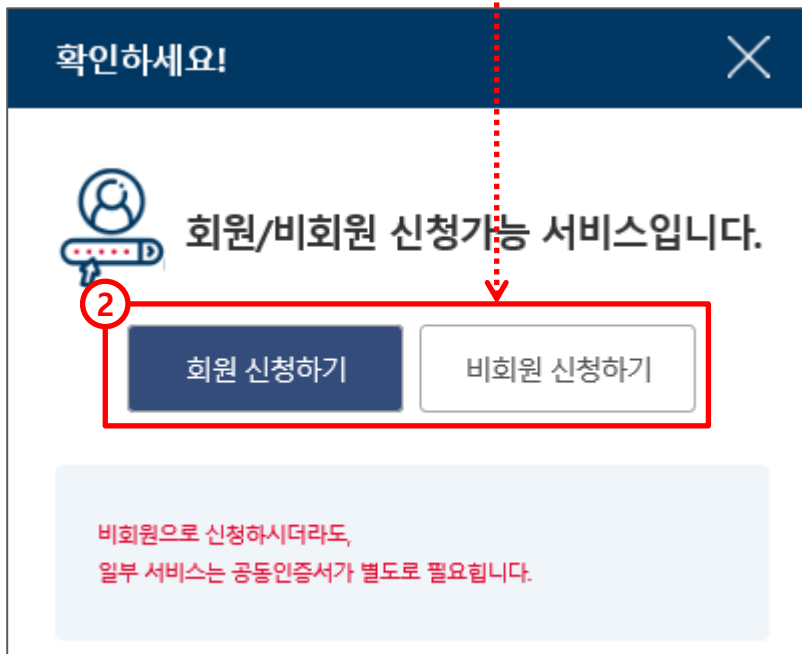 확인하세요!
회원/비회원 신청가능 서비스입니다.
2
회원 신청하기
비회원 신청하기
비회원으로 신청하시더라도,
일부 서비스는 공동인증서가 별도로 필요힙니다.